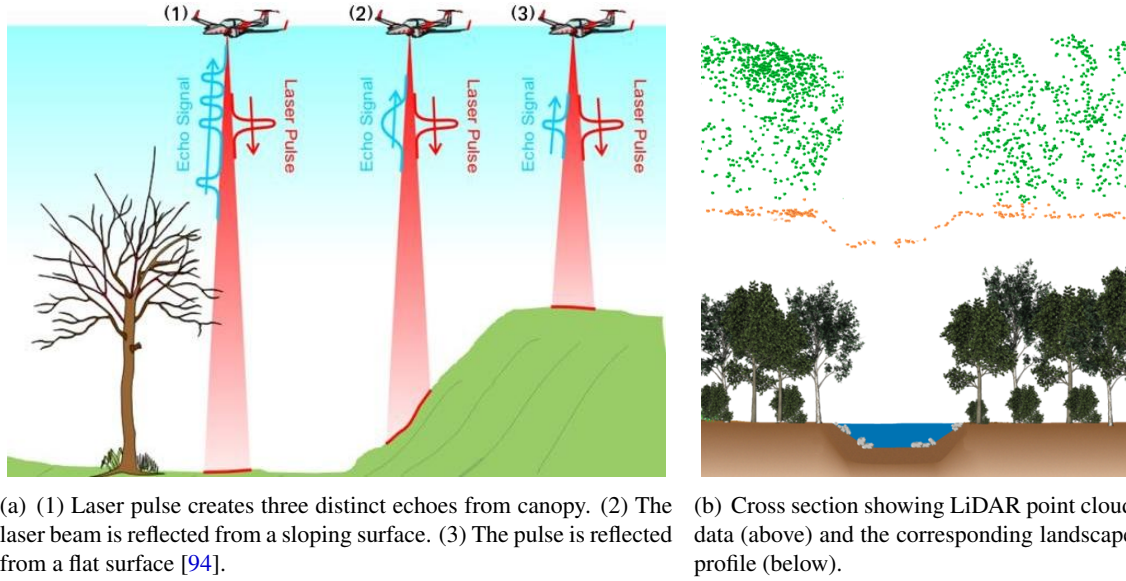 (1)
(2)
(3)
Echo Signal
Laser Pulse
Echo Signal
Laser Pulse
Echo Signal
Laser Pulse
(a) (1) Laser pulse creates three distinct echoes from canopy. (2) The
laser beam is reflected from a sloping surface. (3) The pulse is reflected
from a flat surface [94].
(b) Cross section showing LiDAR point cloud
data (above) and the corresponding landscape
profile (below).